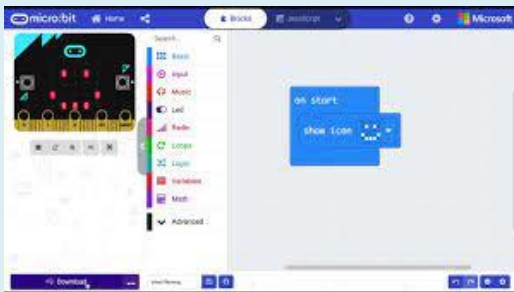 micro:bit
Home
Blocks
JavaScript
Microsoft
Search...
Basic
Input
Music
Led
Radio
Loops
Logic
Variables
Math
Advanced
on start
show icon
Download